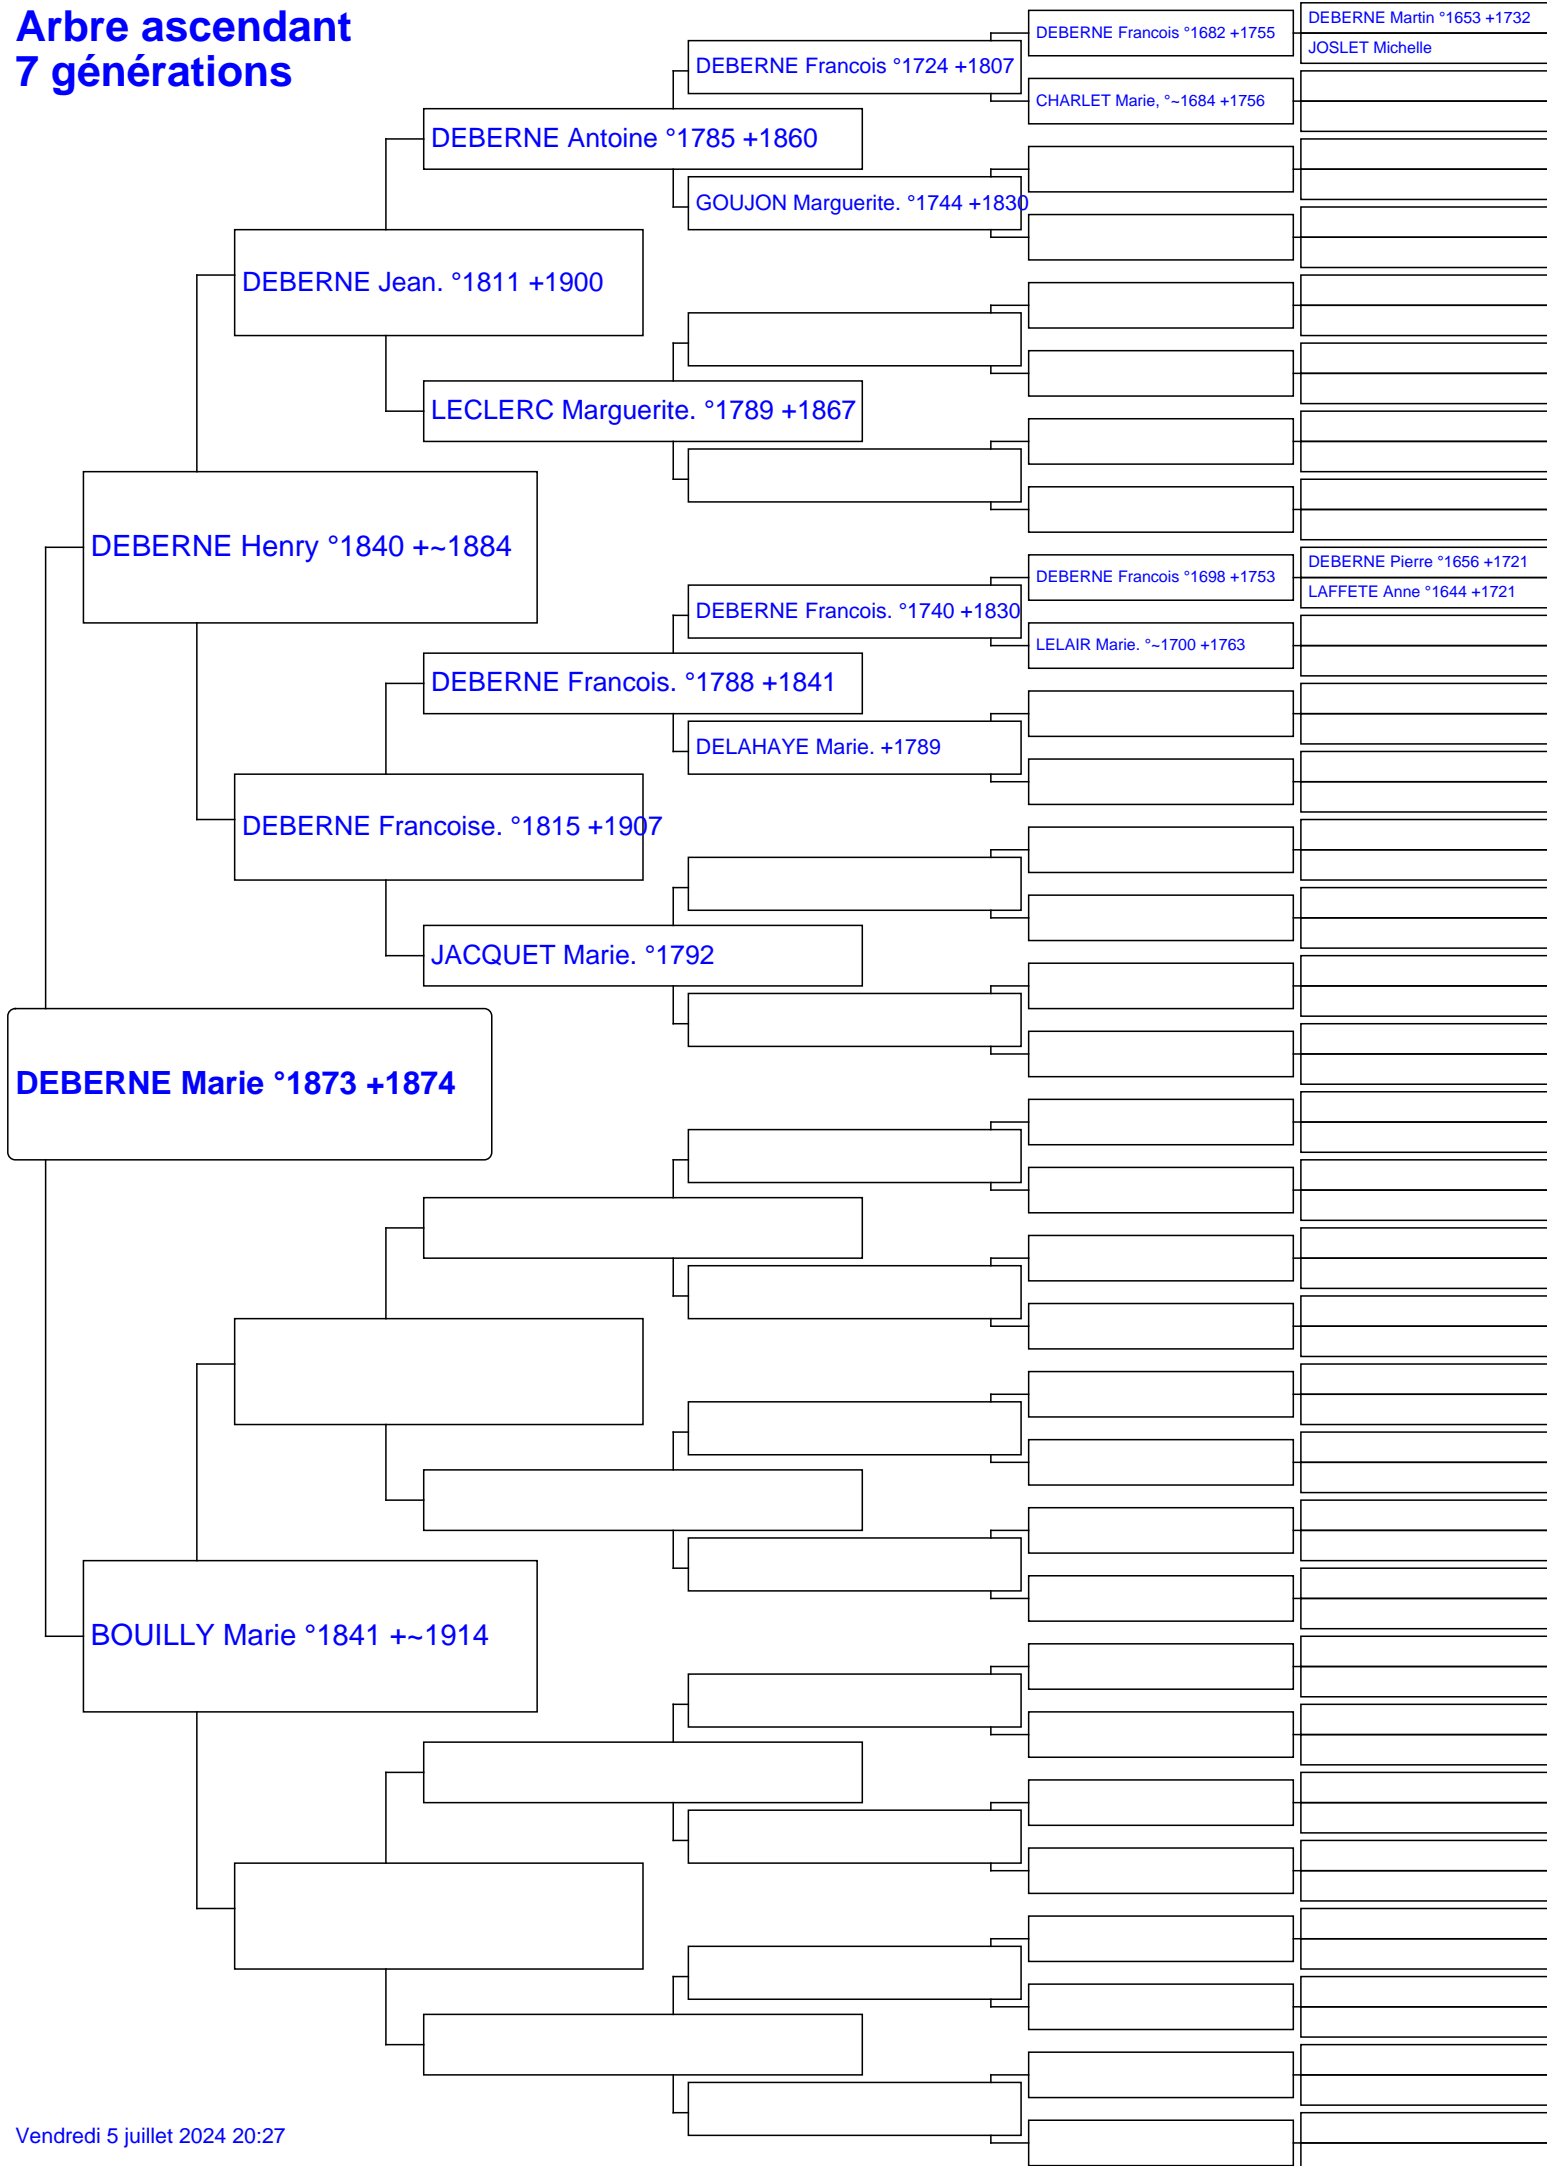 Arbre ascendant
7 générations
DEBERNE Francois °1682 +1755
DEBERNE Martin °1653 +1732
JOSLET Michelle
DEBERNE Francois °1724 +1807
CHARLET Marie, °~1684 +1756
DEBERNE Antoine °1785 +1860
GOUJON Marguerite. °1744 +1830
DEBERNE Jean. °1811 +1900
LECLERC Marguerite. °1789 +1867
DEBERNE Henry °1840 +~1884
DEBERNE Francois °1698 +1753
DEBERNE Pierre °1656 +1721
LAFFETE Anne °1644 +1721
DEBERNE Francois. °1740 +1830
LELAIR Marie. °~1700 +1763
DEBERNE Francois. °1788 +1841
DELAHAYE Marie. +1789
DEBERNE Francoise. °1815 +1907
JACQUET Marie. °1792
DEBERNE Marie °1873 +1874
BOUILLY Marie °1841 +~1914
Vendredi 5 juillet 2024 20:27